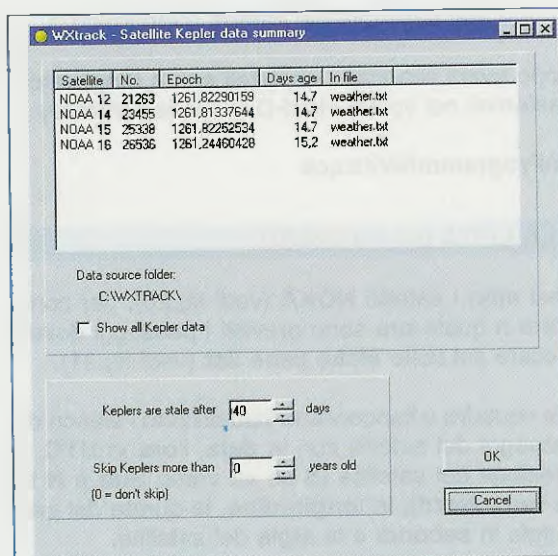 WXtrack - Satellite Kepler data summary
Satellite No. Epoch Days age In file
NOAA 12 21263 1261,82290159 14,7 weather.txt
NOAA 14 23455 1261,81337644 14,7 weather.txt
NOAA 15 25338 1261,82252534 14,7 weather.txt
NOAA 16 26536 1261,24460428 15,2 weather.txt
Data source folder:
C:\WXTRACK\
Show all Kepler data
Keplers are stale after 40 days
Skip Keplers more than 0 years old
(0 = don't skip)
OK
Cancel